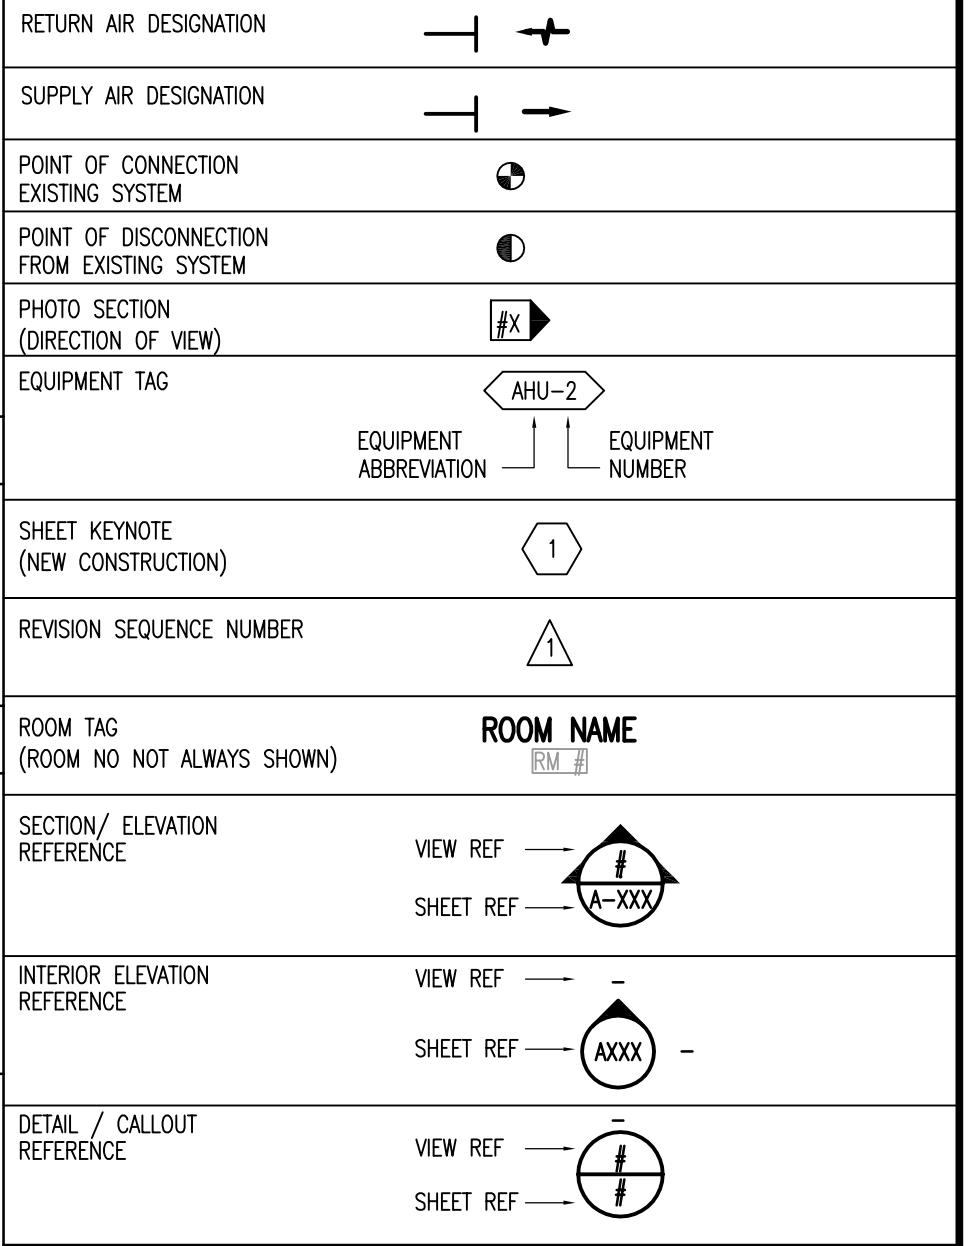 RETURN AIR DESIGNATION
SUPPLY AIR DESIGNATION
POINT OF CONNECTION
EXISTING SYSTEM
POINT OF DISCONNECTION
FROM EXISTING SYSTEM
PHOTO SECTION
(DIRECTION OF VIEW)
#X
EQUIPMENT TAG
AHU-2
EQUIPMENT
ABBREVIATION
EQUIPMENT
NUMBER
SHEET KEYNOTE
(NEW CONSTRUCTION)
1
REVISION SEQUENCE NUMBER
1
ROOM TAG
(ROOM NO NOT ALWAYS SHOWN)
ROOM NAME
RM #
SECTION/ ELEVATION
REFERENCE
VIEW REF
#
SHEET REF
A-XXX
INTERIOR ELEVATION
REFERENCE
VIEW REF
-
SHEET REF
AXXX
-
DETAIL / CALLOUT
REFERENCE
-
VIEW REF
#
SHEET REF
#